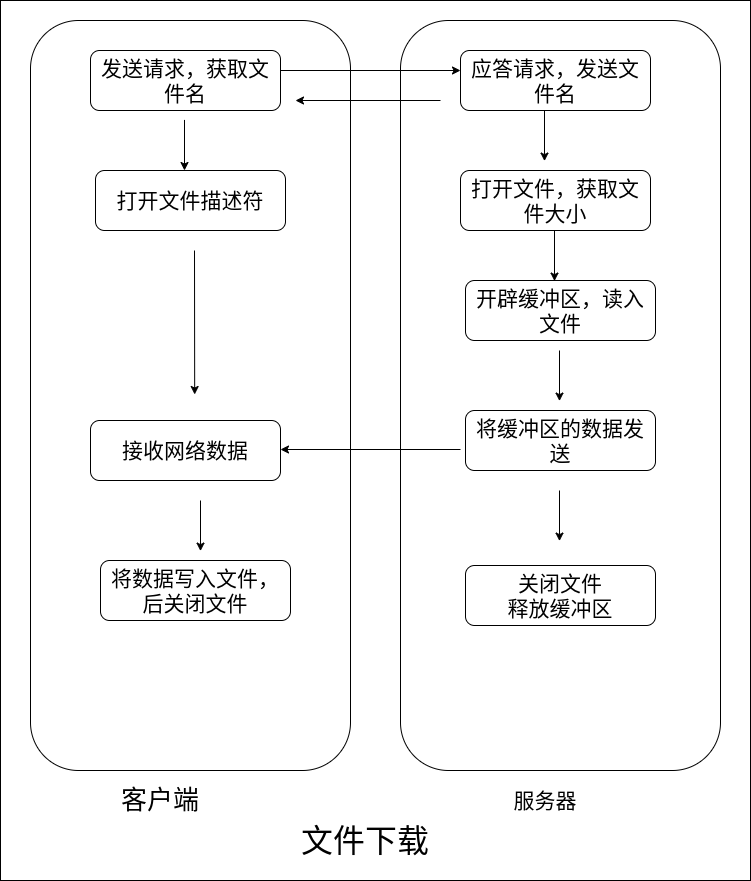 发送请求，获取文
件名
应答请求，发送文
件名
打开文件描述符
打开文件，获取文
件大小
开辟缓冲区，读入
文件
接收网络数据
将缓冲区的数据发
送
将数据写入文件，
后关闭文件
关闭文件
释放缓冲区
客户端
服务器
文件下载